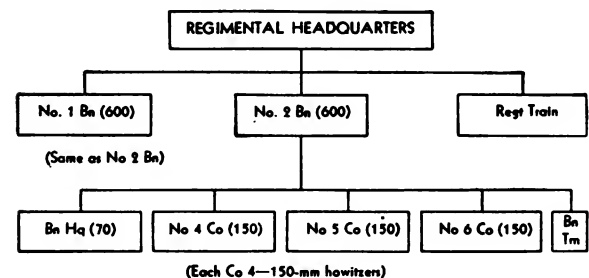 REGIMENTAL HEADQUARTERS
No. 1 Bn (600)
No. 2 Bn (600)
Regt Train
(Same as No 2 Bn)
Bn Hq (70)
No 4 Co (150)
No 5 Co (150)
No 6 Co (150)
Bn
Trn
(Each Co 4—150-mm howitzers)